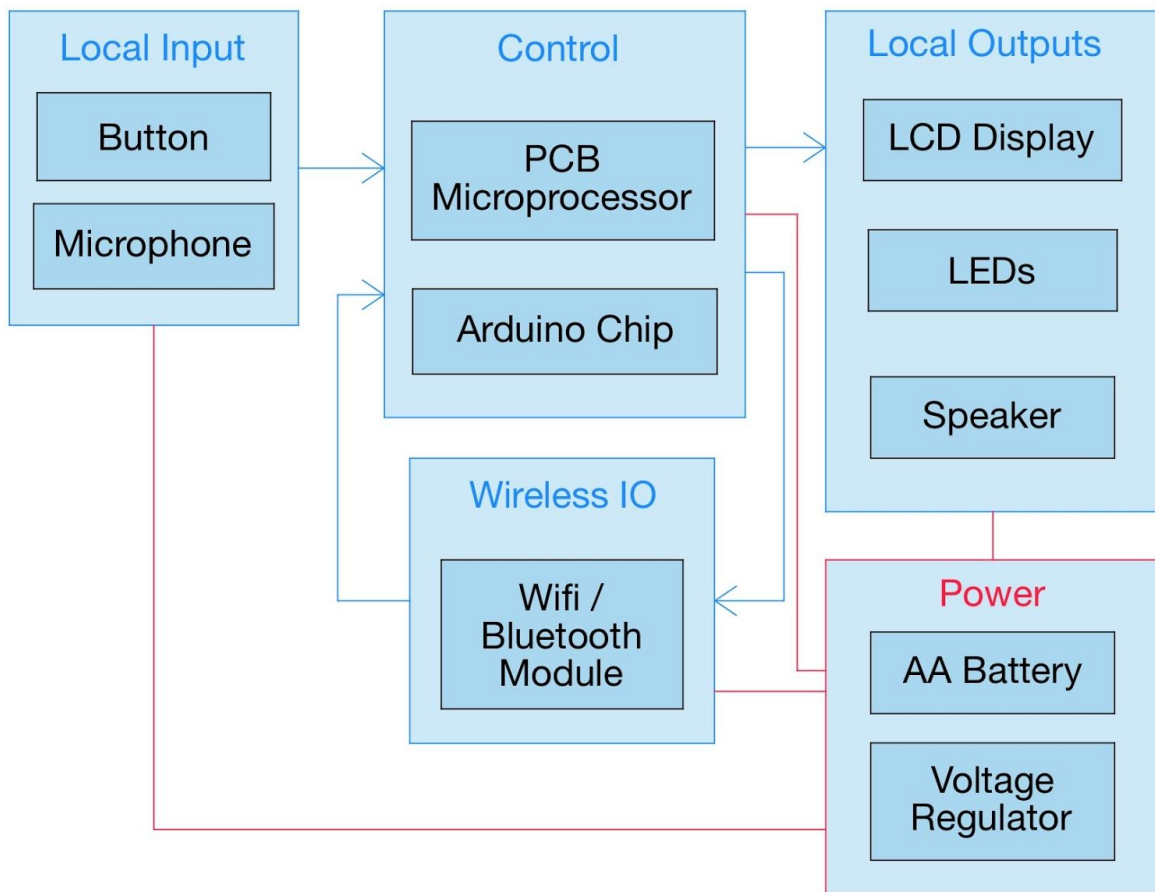 Local Input
Button
Microphone
Control
PCB
Microprocessor
Arduino Chip
Local Outputs
LCD Display
LEDs
Speaker
Wireless IO
Wifi /
Bluetooth
Module
Power
AA Battery
Voltage
Regulator